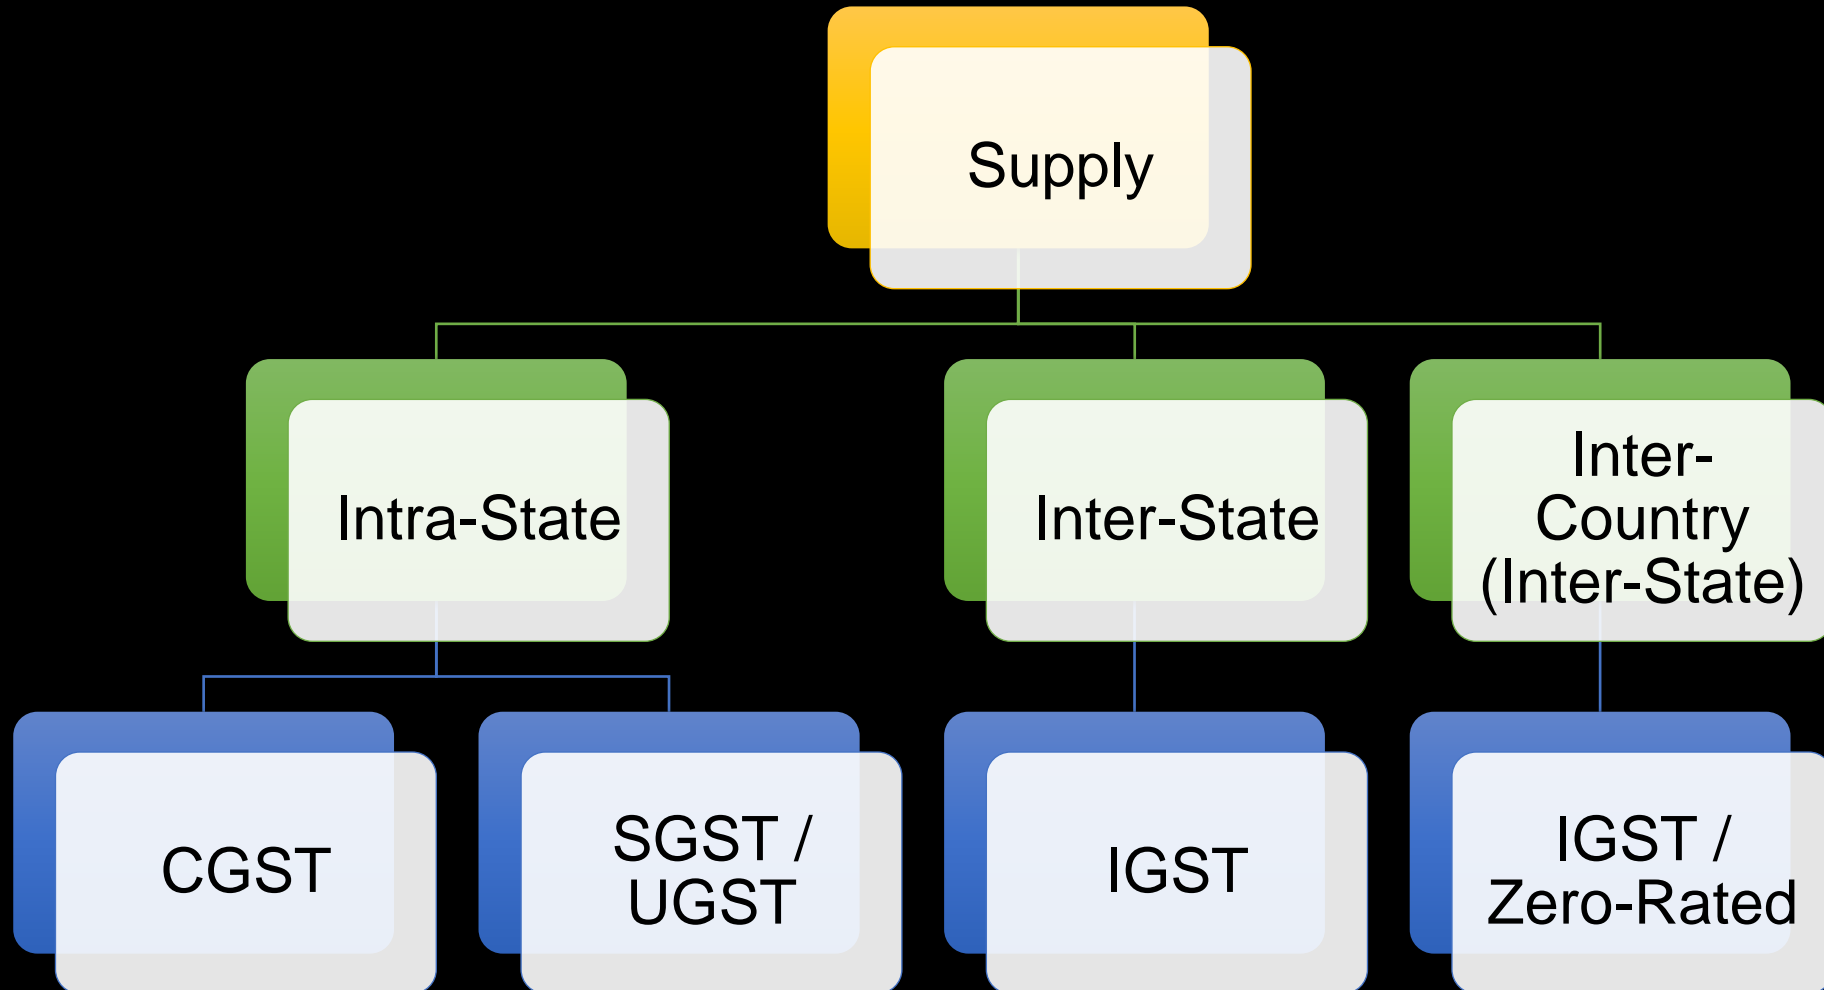 Supply
Intra-State
Inter-State
Inter-
Country
(Inter-State)
CGST
SGST /
UGST
IGST
IGST /
Zero-Rated